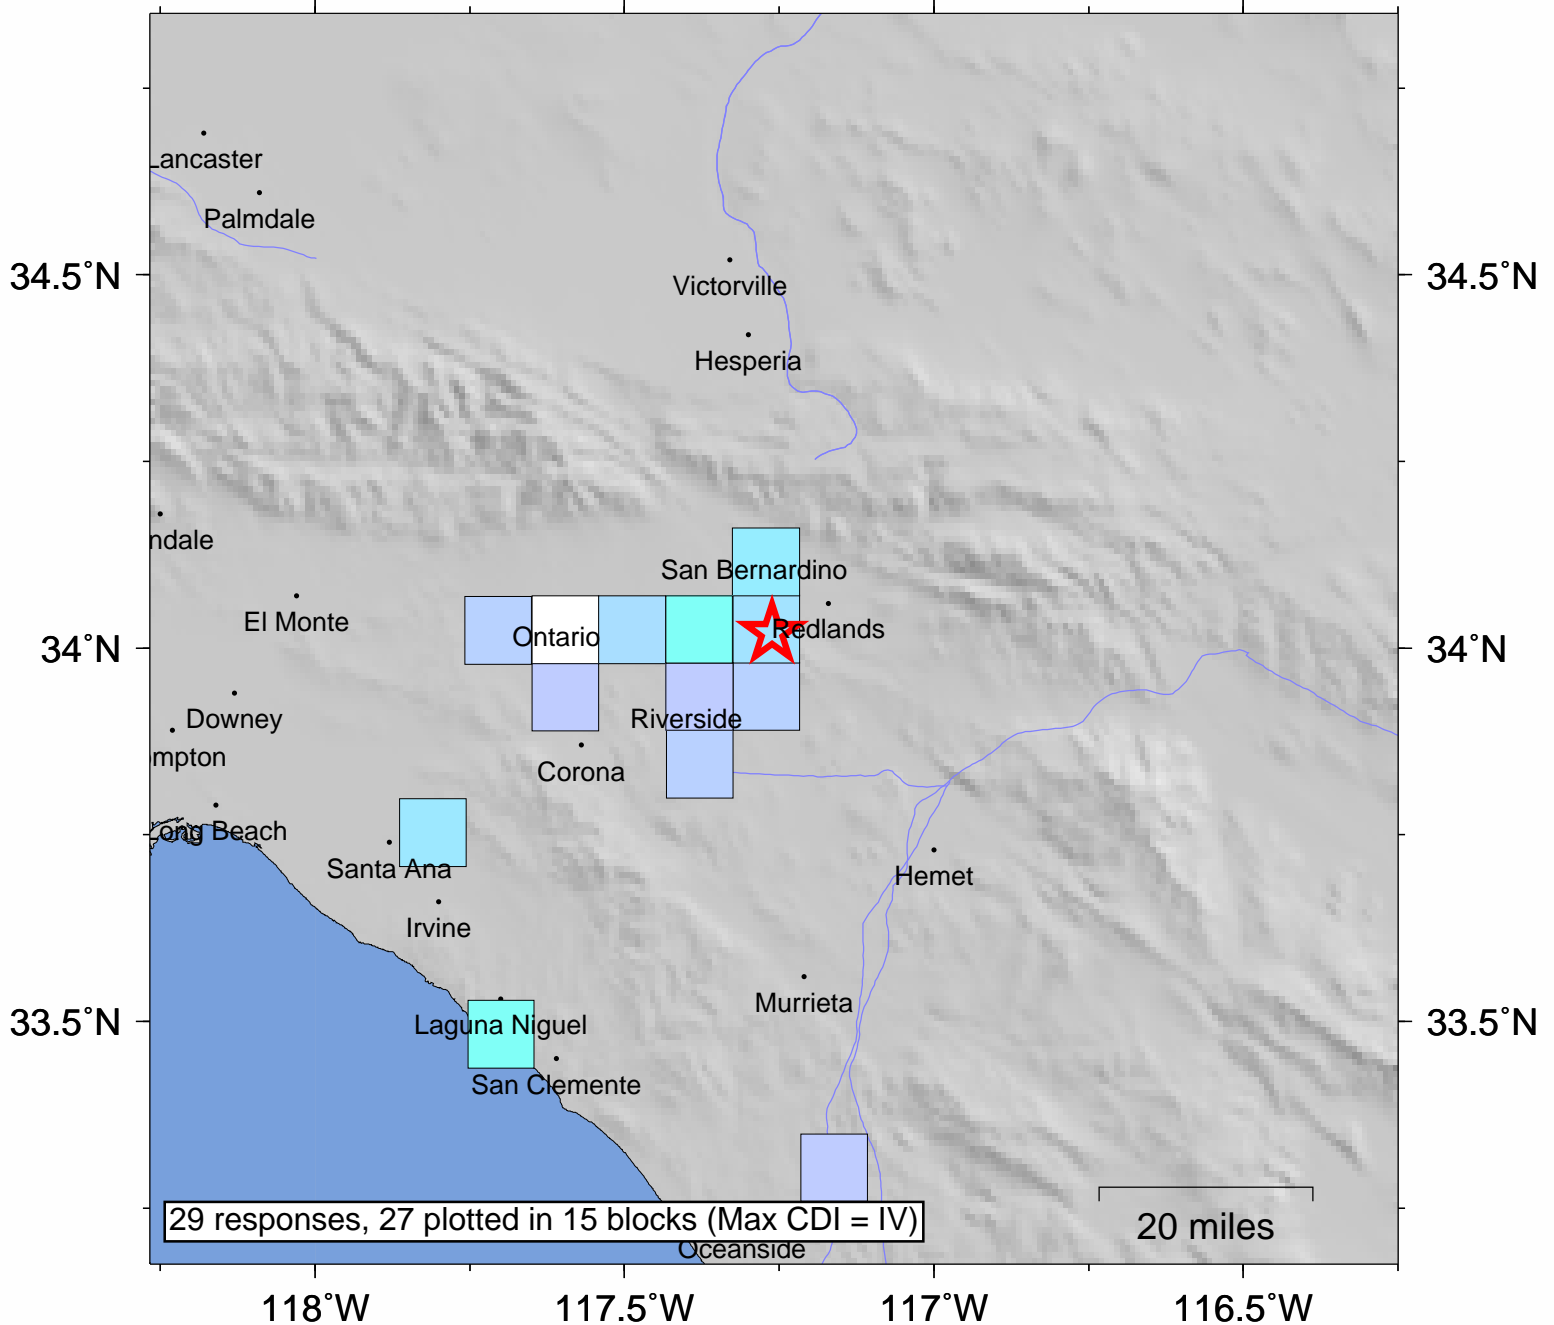 Lancaster
Palmdale
34.5°N
34.5°N
Victorville
Hesperia
ndale
San Bernardino
El Monte
Ontario
Redlands
34°N
34°N
Downey
Riverside
mpton
Corona
Long Beach
Santa Ana
Hemet
Irvine
Murrieta
33.5°N
33.5°N
Laguna Niguel
San Clemente
29 responses, 27 plotted in 15 blocks (Max CDI = IV)
20 miles
Oceanside
118°W
117.5°W
117°W
116.5°W